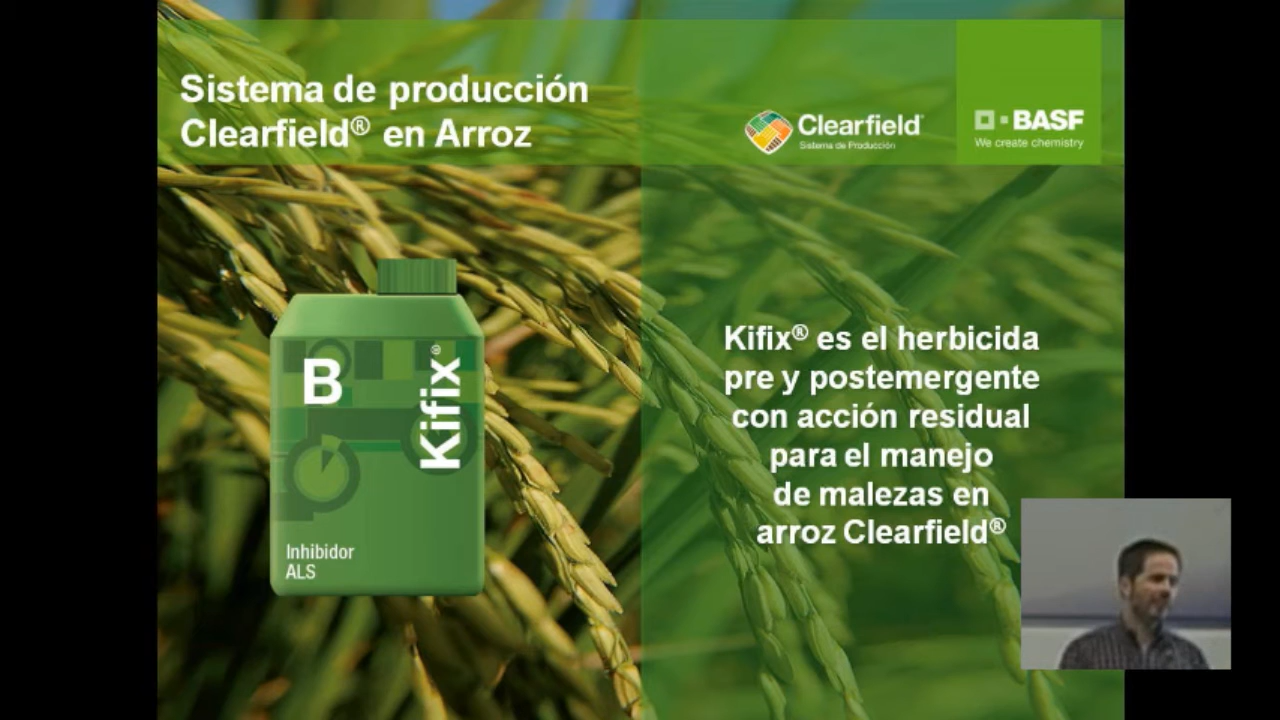 Sistema de producción
Clearfield® en Arroz
Clearfield®
Sistema de Producción
BASF
We create chemistry
B
Kifix®
Inhibidor
ALS
Kifix® es el herbicida
pre y postemergente
con acción residual
para el manejo
de malezas en
arroz Clearfield®